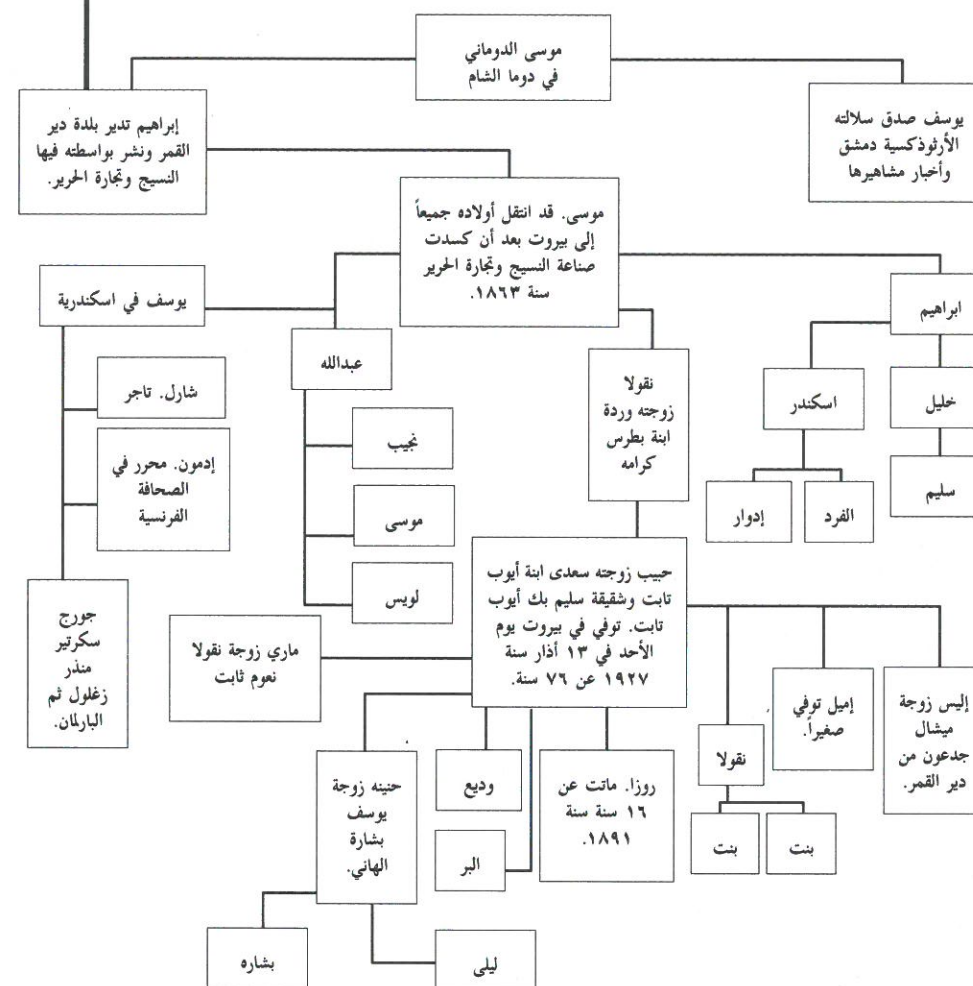 موسى الدوماني
في دوما الشام
يوسف صدق سلالته
الأرثوذكسية دمشق
وأخبار مشاهيرها
إبراهيم تدير بلدة دير
القمر ونشر بواسطته فيها
النسيج وتجارة الحرير.
موسى. قد انتقل أولاده جميعاً
إلى بيروت بعد أن كسدت
صناعة النسيج وتجارة الحرير
سنة ١٨٦٣.
ابراهيم
يوسف في اسكندرية
عبدالله
نقولا
زوجته وردة
ابنة بطرس
كرامه
خليل
اسكندر
شارل. تاجر
نجيب
إدمون. محرر في
الصحافة
الفرنسية
سليم
الفرد
إدوار
موسى
حبيب زوجته سعدى ابنة أيوب
تابت وشقيقة سليم بك أيوب
تابت. توفي في بيروت يوم
الأحد في ١٣ أذار سنة
١٩٢٧ عن ٧٦ سنة.
لويس
جورج
سكرتير
منذر
زغلول ثم
البارلمان.
ماري زوجة نقولا
نعوم ثابت
إليس زوجة
ميشال
جدعون من
دير القمر.
إميل توفي
صغيراً.
نقولا
روزا. ماتت عن
١٦ سنة سنة
١٨٩١.
وديع
حنينه زوجة
يوسف
بشارة
الهاني.
بنت
بنت
البر
ليلى
بشاره